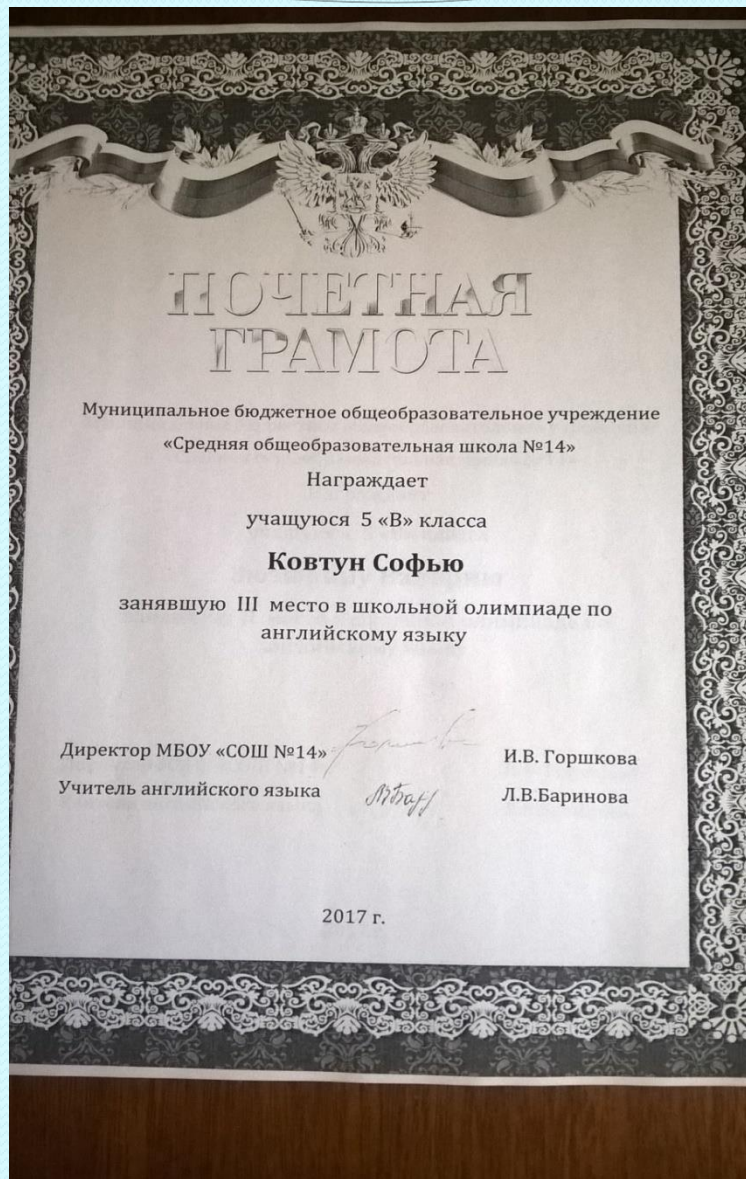 ПОЧЕТНАЯ
ГРАМОТА
Муниципальное бюджетное общеобразовательное учреждение
«Средняя общеобразовательная школа №14»
Награждает
учащуюся 5 «В» класса
Ковтун Софью
занявшую III место в школьной олимпиаде по
английскому языку
Директор МБОУ «СОШ №14» И.В. Горшкова
Учитель английского языка Л.В.Баринова
2017 г.